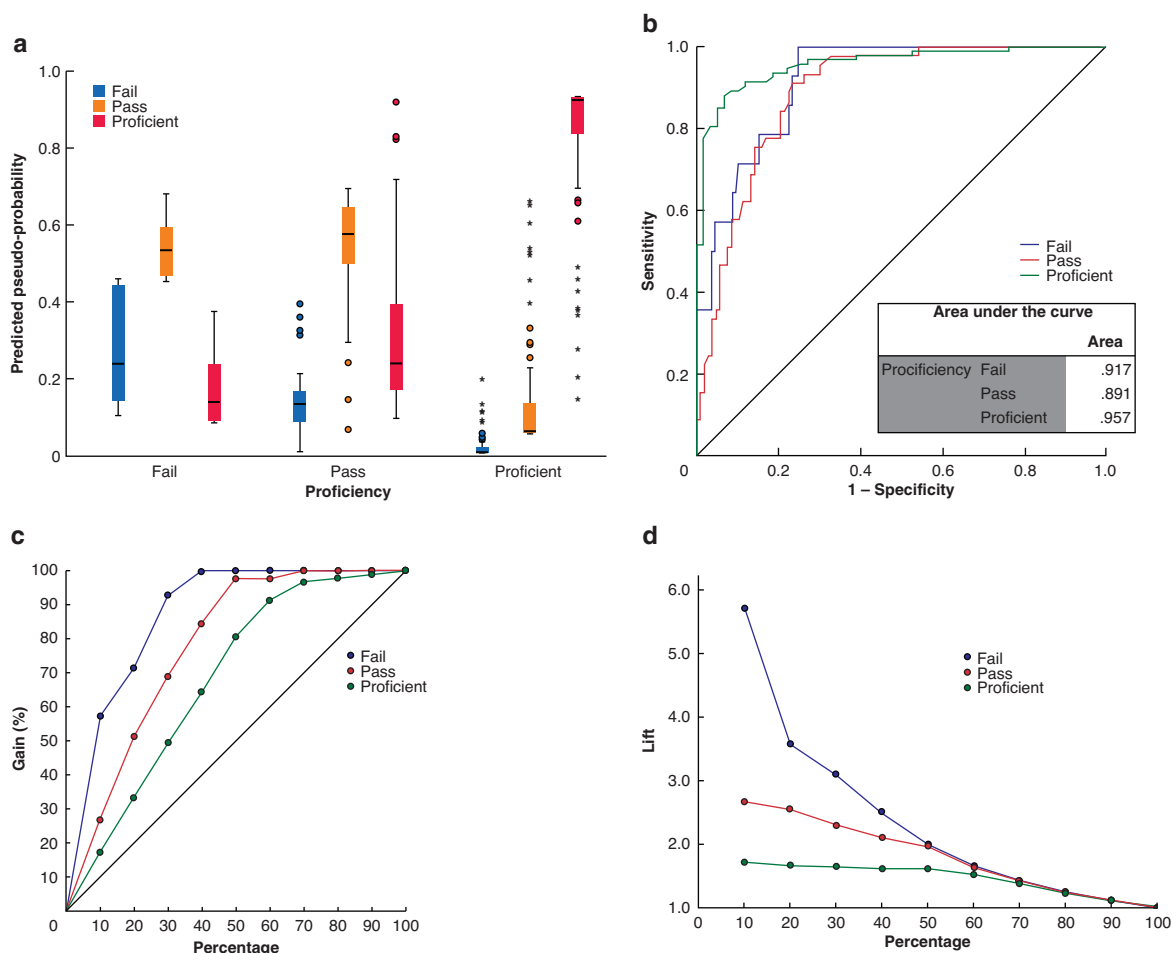 a
Predicted pseudo-probability
1.0
0.8
0.6
0.4
0.2
0
Fail
Pass
Proficient
Fail
Pass
Proficient
Proficiency
b
Sensitivity
1.0
0.8
0.6
0.4
0.2
0
0.2
0.4
0.6
0.8
1.0
1 – Specificity
Fail
Pass
Proficient
Area under the curve
Area
Procificiency Fail .917
Pass .891
Proficient .957
c
Gain (%)
100
90
80
70
60
50
40
30
20
10
0 10 20 30 40 50 60 70 80 90 100
Percentage
Fail
Pass
Proficient
d
Lift
6.0
5.0
4.0
3.0
2.0
1.0
0 10 20 30 40 50 60 70 80 90 100
Percentage
Fail
Pass
Proficient